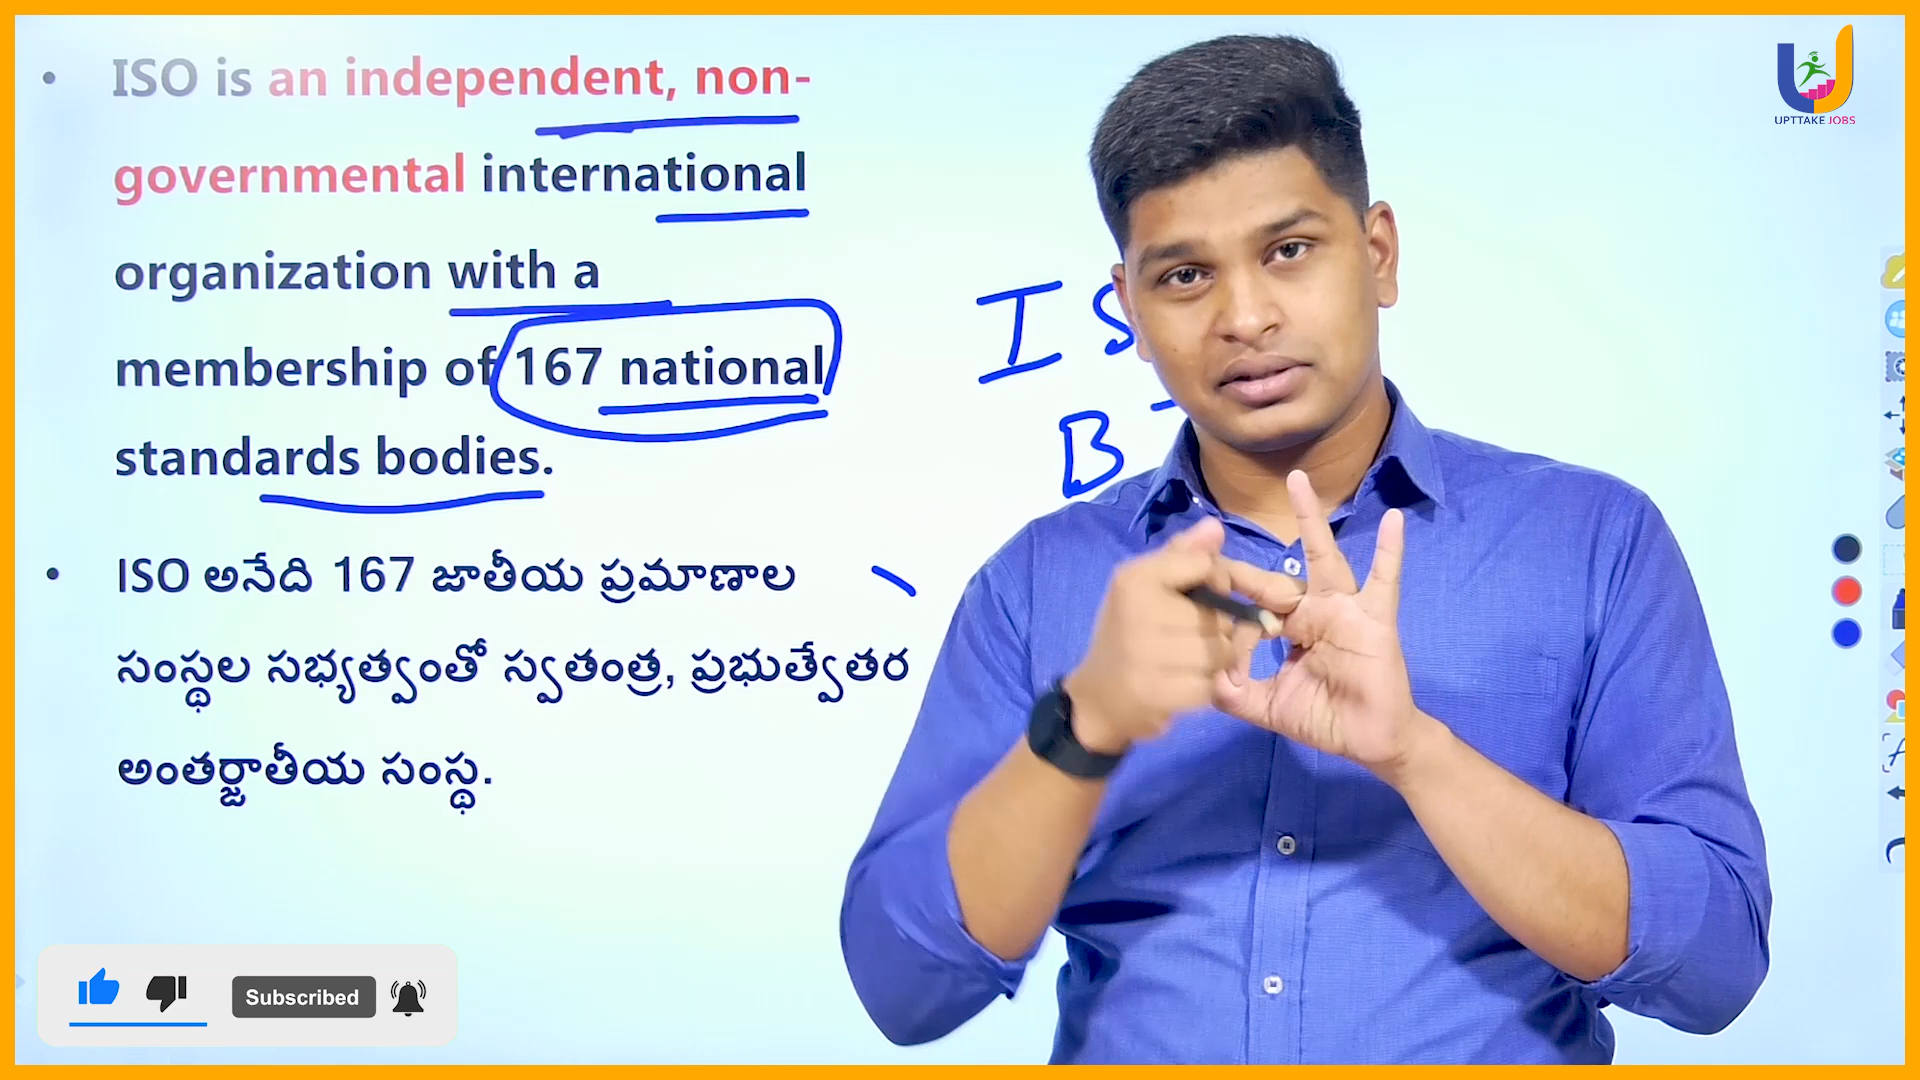 ISO is an independent, non-
governmental international
organization with a
membership of 167 national
standards bodies.
ISO అనేది 167 జాతీయ ప్రమాణాల
సంస్థల సభ్యత్వంతో స్వతంత్ర, ప్రభుత్వేతర
అంతర్జాతీయ సంస్థ.
I S
B
UPTTAKE JOBS
Subscribed